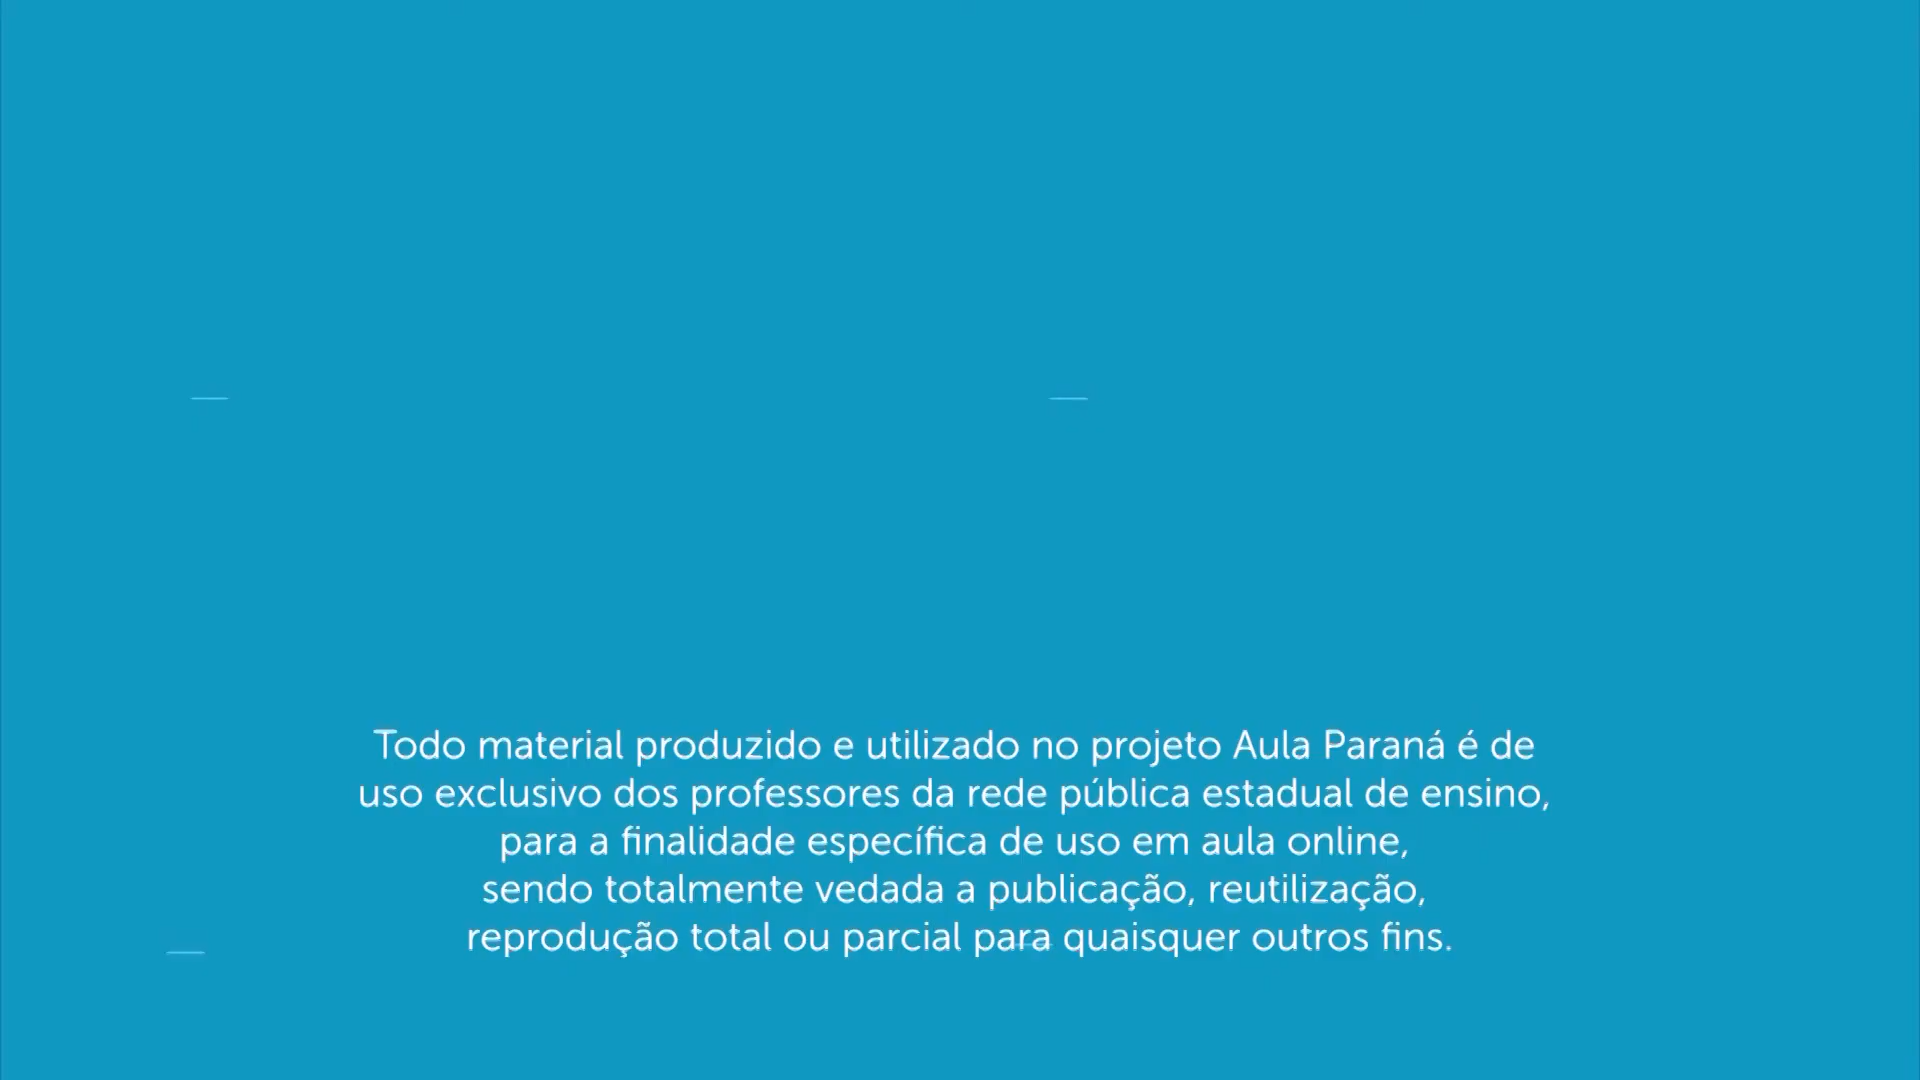 Todo material produzido e utilizado no projeto Aula Paraná é de
uso exclusivo dos professores da rede pública estadual de ensino,
para a finalidade específica de uso em aula online,
sendo totalmente vedada a publicação, reutilização,
reprodução total ou parcial para quaisquer outros fins.